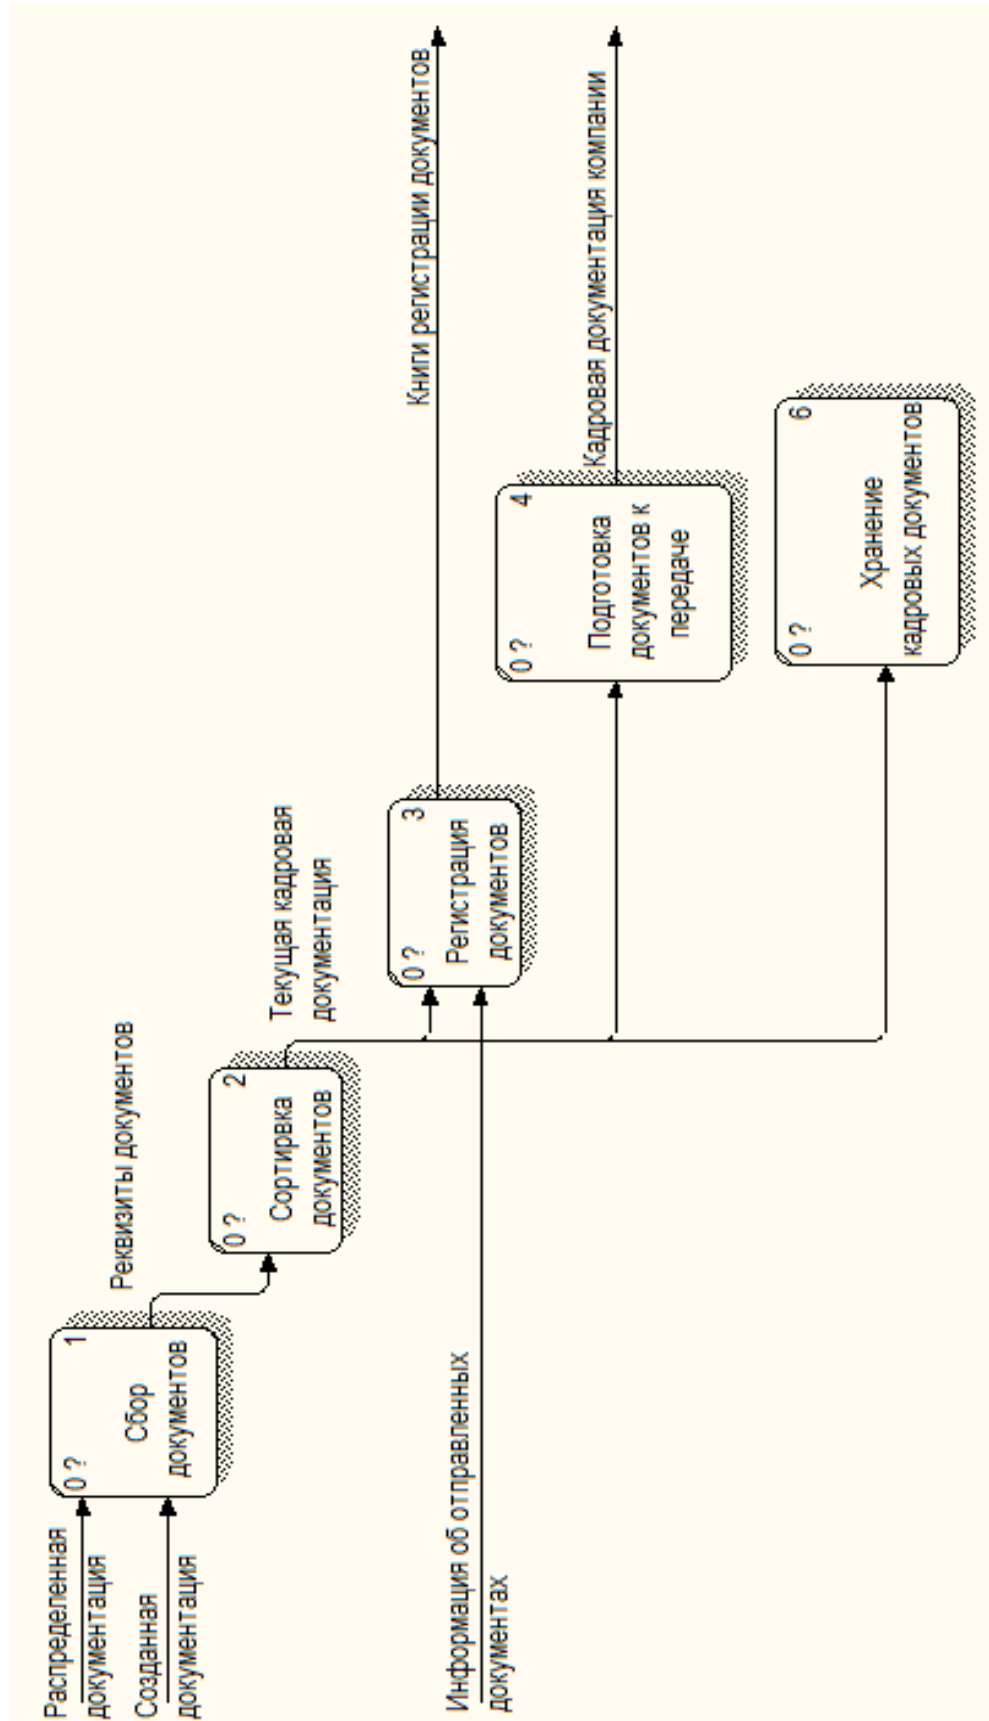 Распределенная
документация
Созданная
документация
0 ?
1
Сбор
документов
Реквизиты документов
0 ?
2
Сортирвка
документов
Текущая кадровая
документация
Информация об отправленных
документах
0 ?
3
Регистрация
документов
Книги регистрации документов
0 ?
4
Подготовка
документов к
передаче
Кадровая документация компании
0 ?
6
Хранение
кадровых документов